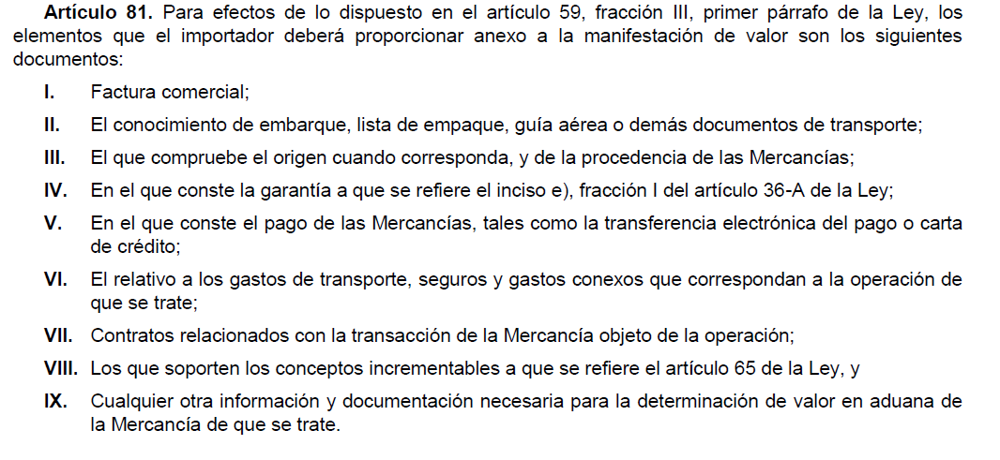 Artículo 81. Para efectos de lo dispuesto en el artículo 59, fracción III, primer párrafo de la Ley, los
elementos que el importador deberá proporcionar anexo a la manifestación de valor son los siguientes
documentos:
I. Factura comercial;
II. El conocimiento de embarque, lista de empaque, guía aérea o demás documentos de transporte;
III. El que compruebe el origen cuando corresponda, y de la procedencia de las Mercancías;
IV. En el que conste la garantía a que se refiere el inciso e), fracción I del artículo 36-A de la Ley;
V. En el que conste el pago de las Mercancías, tales como la transferencia electrónica del pago o carta
de crédito;
VI. El relativo a los gastos de transporte, seguros y gastos conexos que correspondan a la operación de
que se trate;
VII. Contratos relacionados con la transacción de la Mercancía objeto de la operación;
VIII. Los que soporten los conceptos incrementables a que se refiere el artículo 65 de la Ley, y
IX. Cualquier otra información y documentación necesaria para la determinación de valor en aduana de
la Mercancía de que se trate.